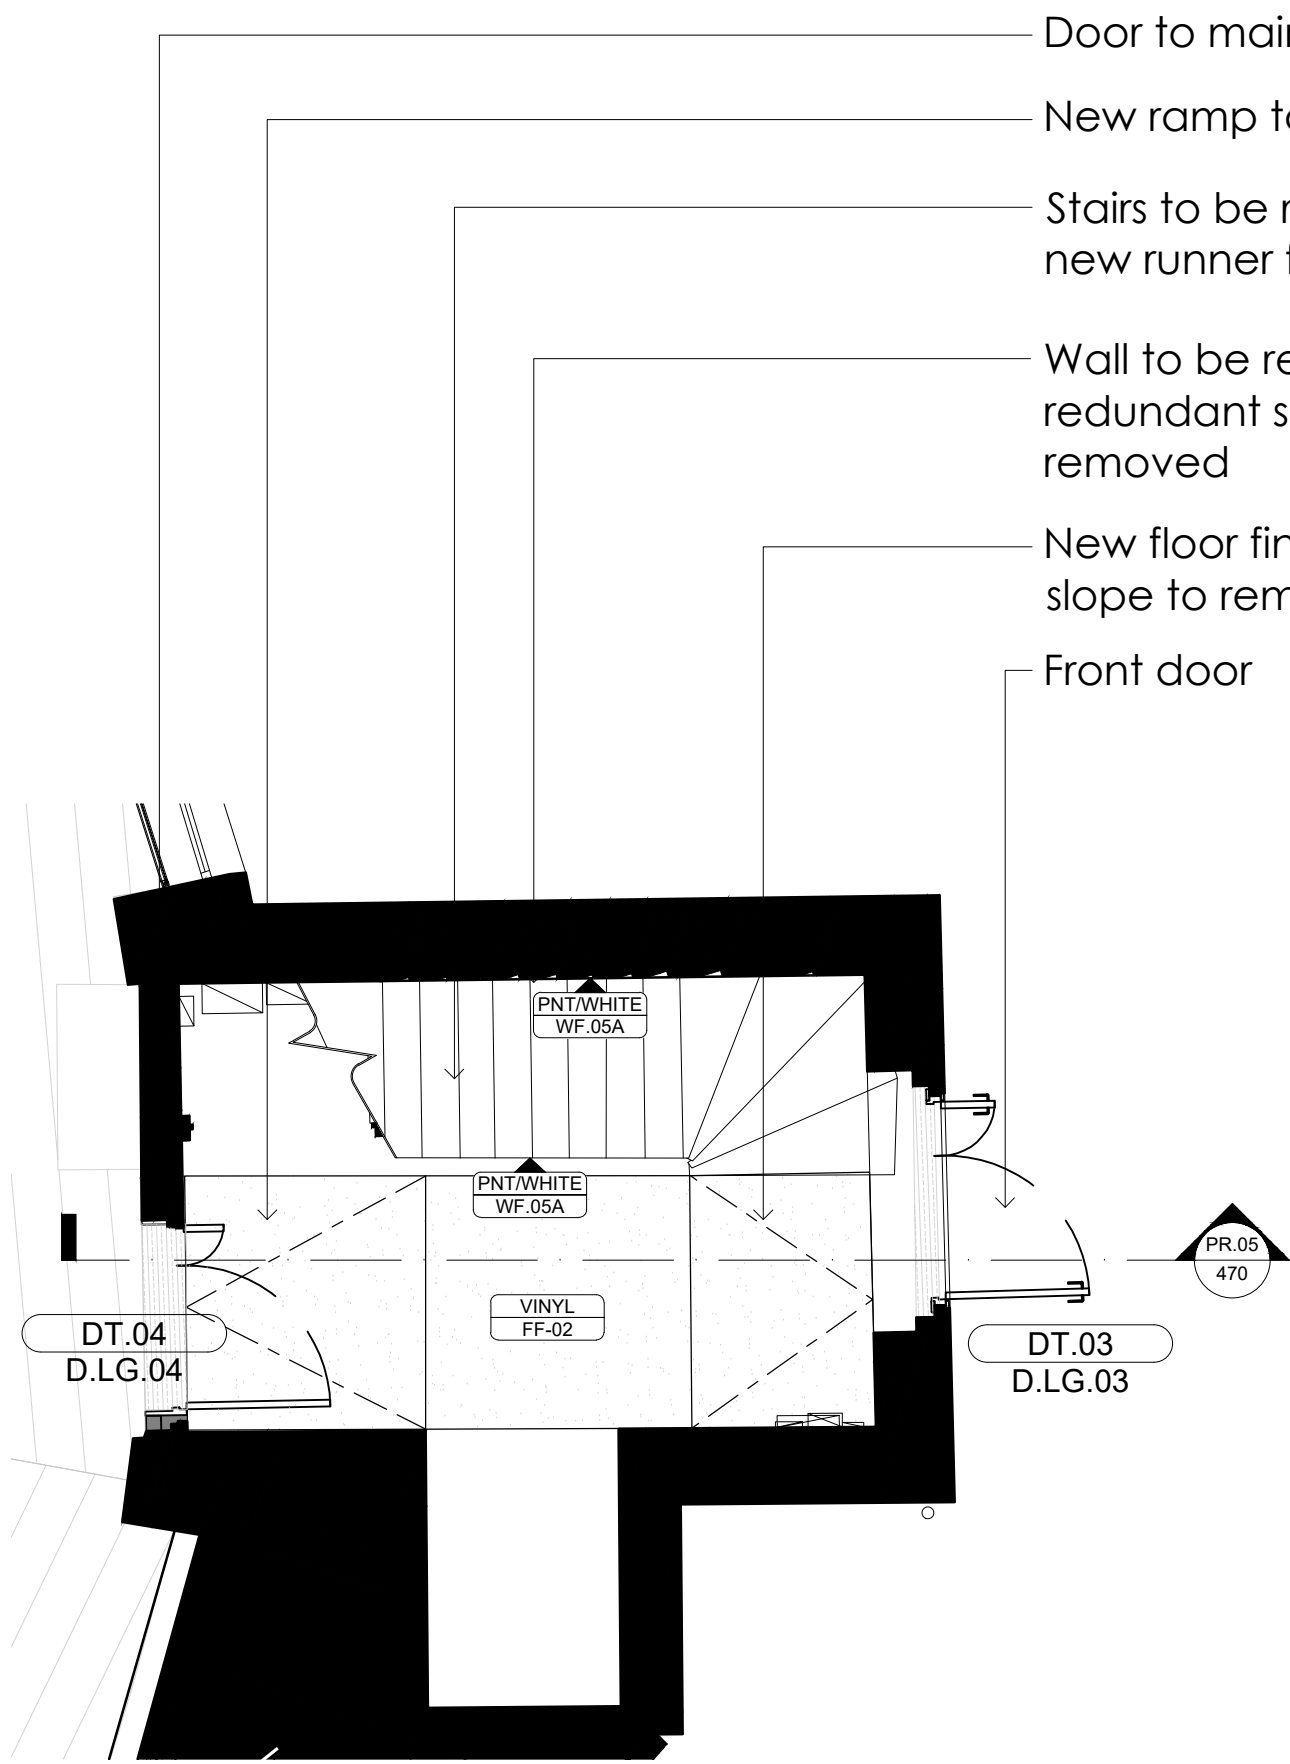 Door to main
New ramp to
Stairs to be r
new runner f
Wall to be re
redundant s
removed
New floor fin
slope to rem
Front door
PNT/WHITE
WF.05A
PNT/WHITE
WF.05A
VINYL
FF-02
PR.05
470
DT.04
D.LG.04
DT.03
D.LG.03